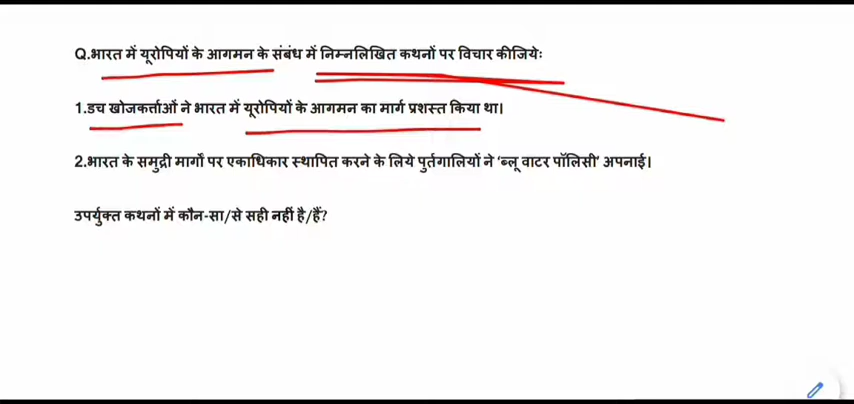 Q.भारत में यूरोपियों के आगमन के संबंध में निम्नलिखित कथनों पर विचार कीजियेः
1.डच खोजकर्त्ताओं ने भारत में यूरोपियों के आगमन का मार्ग प्रशस्त किया था।
2.भारत के समुद्री मार्गों पर एकाधिकार स्थापित करने के लिये पुर्तगालियों ने ‘ब्लू वाटर पॉलिसी’ अपनाई।
उपर्युक्त कथनों में कौन-सा/से सही नहीं है/हैं?